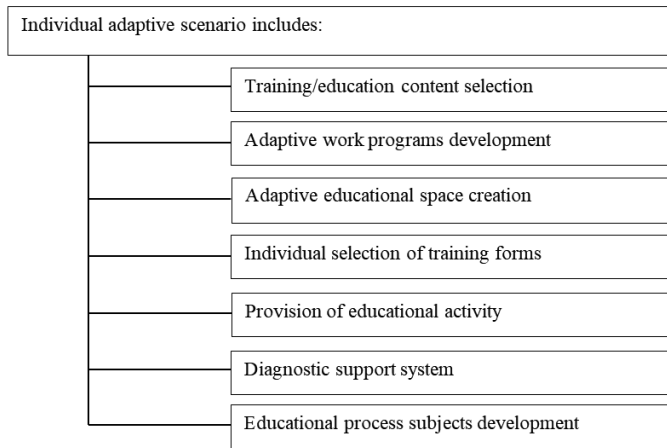 Individual adaptive scenario includes:
Training/education content selection
Adaptive work programs development
Adaptive educational space creation
Individual selection of training forms
Provision of educational activity
Diagnostic support system
Educational process subjects development